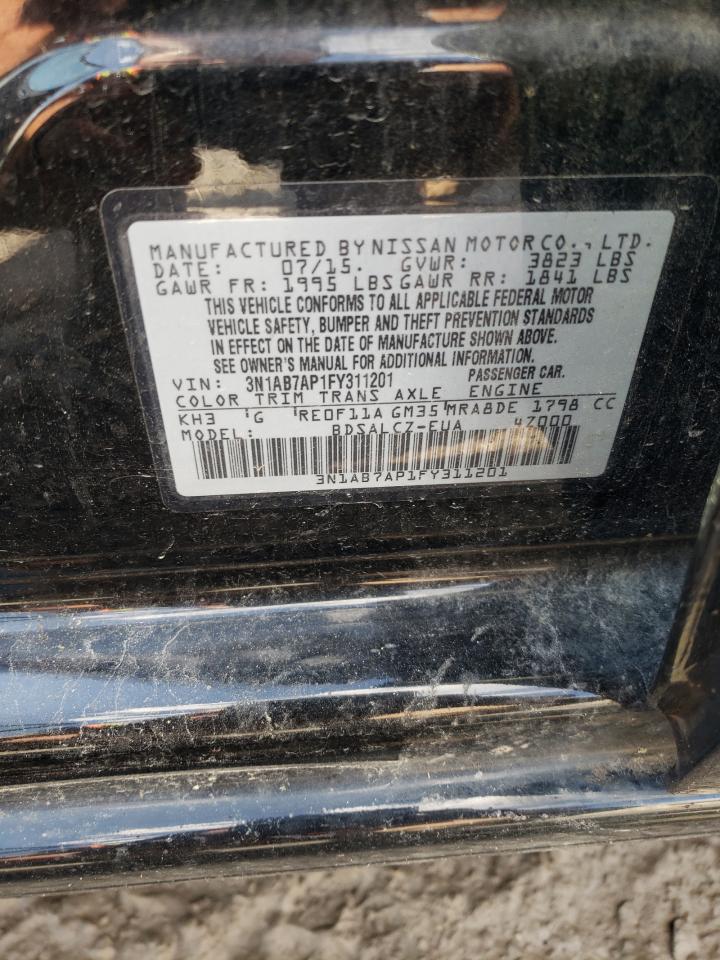 MANUFACTURED BY NISSAN MOTOR CO., LTD.
DATE: 07/15. GVWR: 3823 LBS
GAWR FR: 1995 LBS GAWR RR: 1841 LBS
THIS VEHICLE CONFORMS TO ALL APPLICABLE FEDERAL MOTOR
VEHICLE SAFETY, BUMPER AND THEFT PREVENTION STANDARDS
IN EFFECT ON THE DATE OF MANUFACTURE SHOWN ABOVE.
SEE OWNER'S MANUAL FOR ADDITIONAL INFORMATION.
VIN: 3N1AB7AP1FY311201 PASSENGER CAR.
COLOR TRIM TRANS AXLE ENGINE
KH3 'G 'RE0F11A GM35 'MRA8DE 1798 CC
MODEL: BDSALCZ-EUA 47000
3N1AB7AP1FY311201